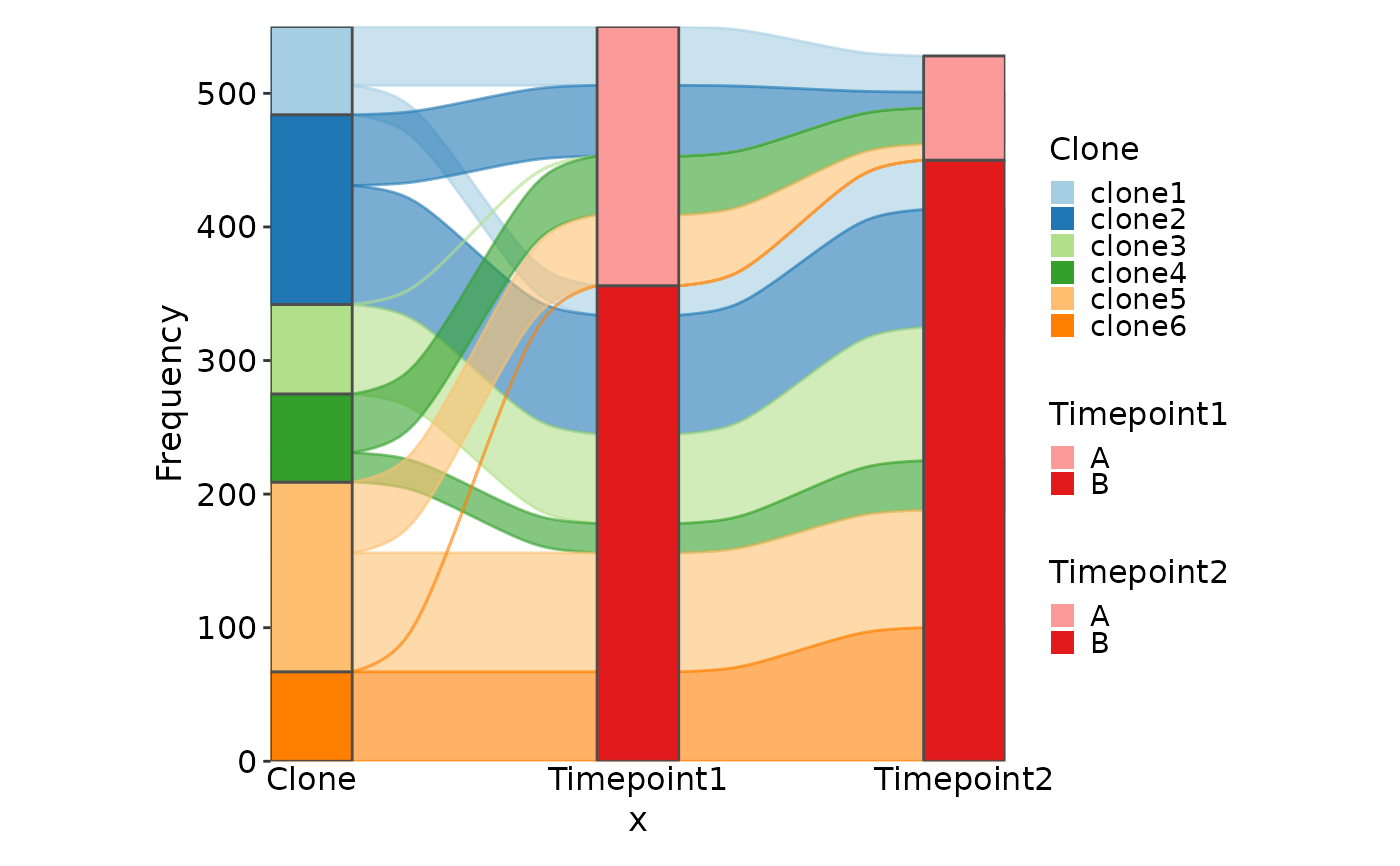 Frequency
500
400
300
200
100
0
Clone
Timepoint1
Timepoint2
x
Clone
clone1
clone2
clone3
clone4
clone5
clone6
Timepoint1
A
B
Timepoint2
A
B